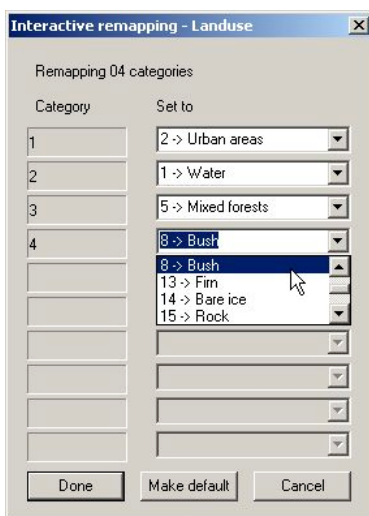 Interactive remapping - Landuse
Remapping 04 categories
Category Set to
1 2 -> Urban areas
2 1 -> Water
3 5 -> Mixed forests
4 8 -> Bush
8 -> Bush
13 -> Firn
14 -> Bare ice
15 -> Rock
Done Make default Cancel